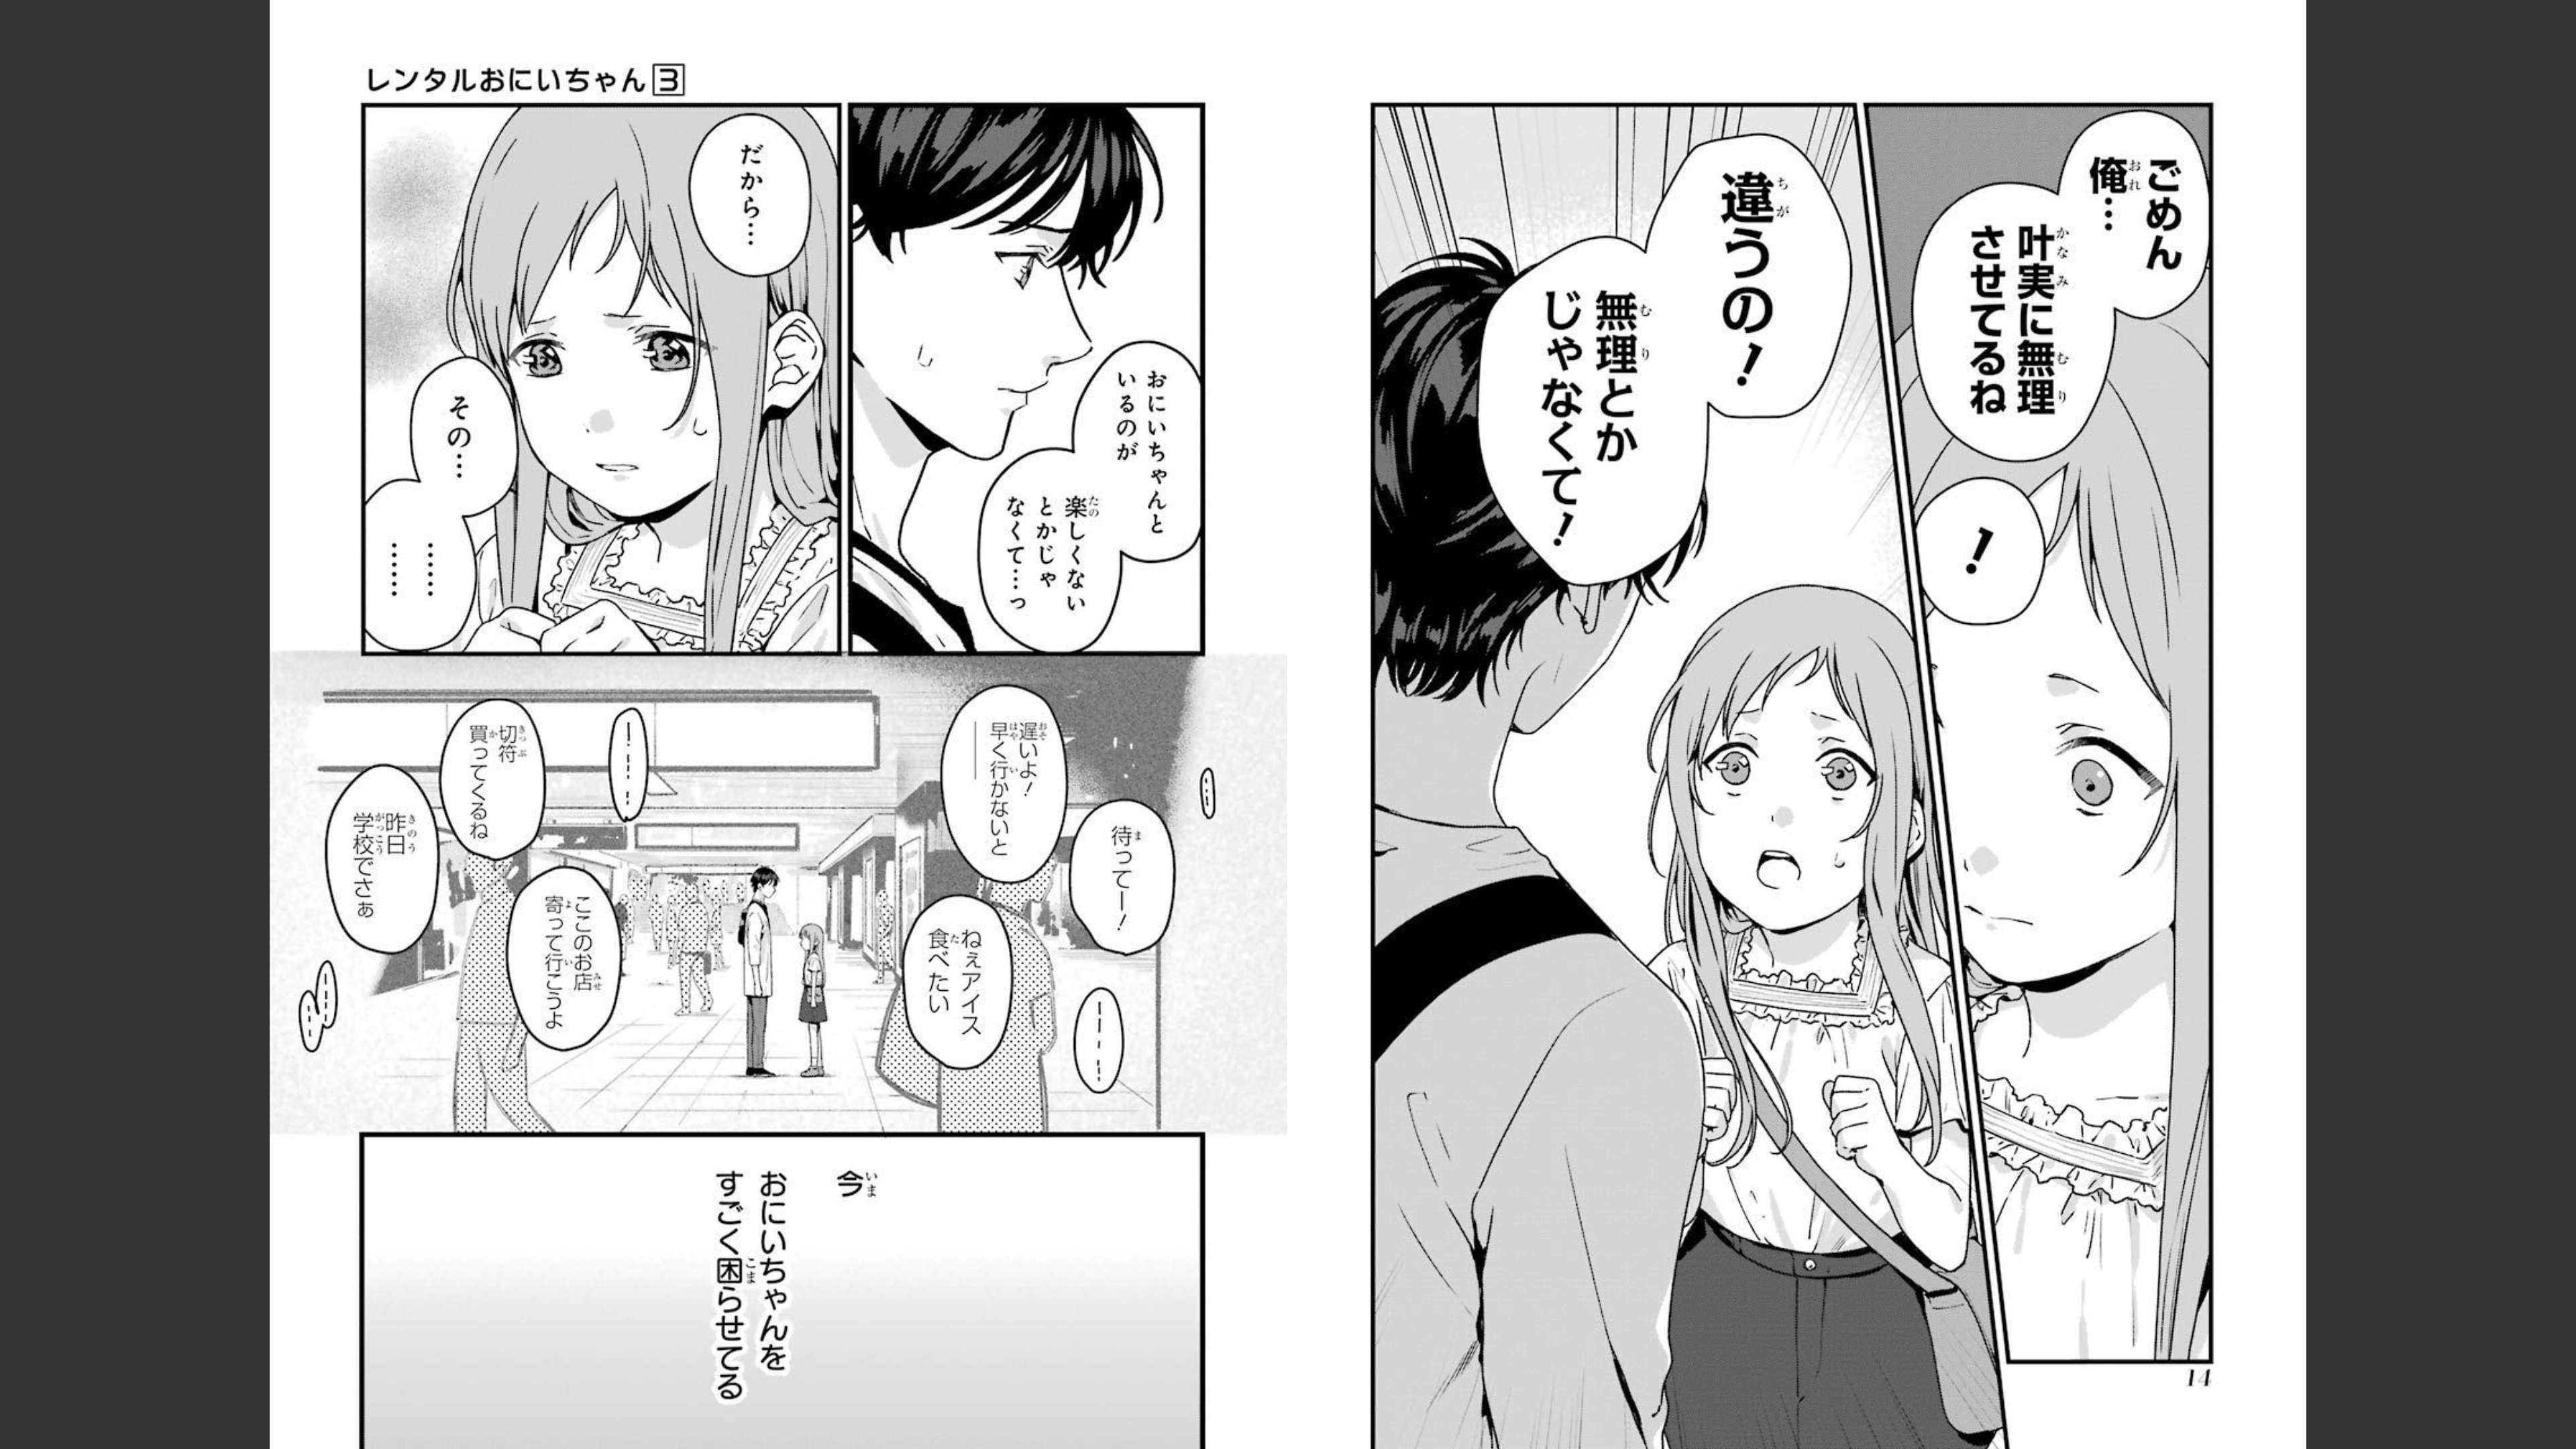 ごめん
俺…
叶実に無理
させてるね
！
違うの！
無理とか
じゃなくて！
14
レンタルおにいちゃん3
おにいちゃんと
いるのが
楽しくない
とかじゃ
なくて…っ
だから…
その…
……
……
待ってー！
遅いよ！
早く行かないと
──
ねぇアイス
食べたい
切符
買ってくるね
ここのお店
寄って行こうよ
昨日
学校でさぁ
今
おにいちゃんを
すごく困らせてる